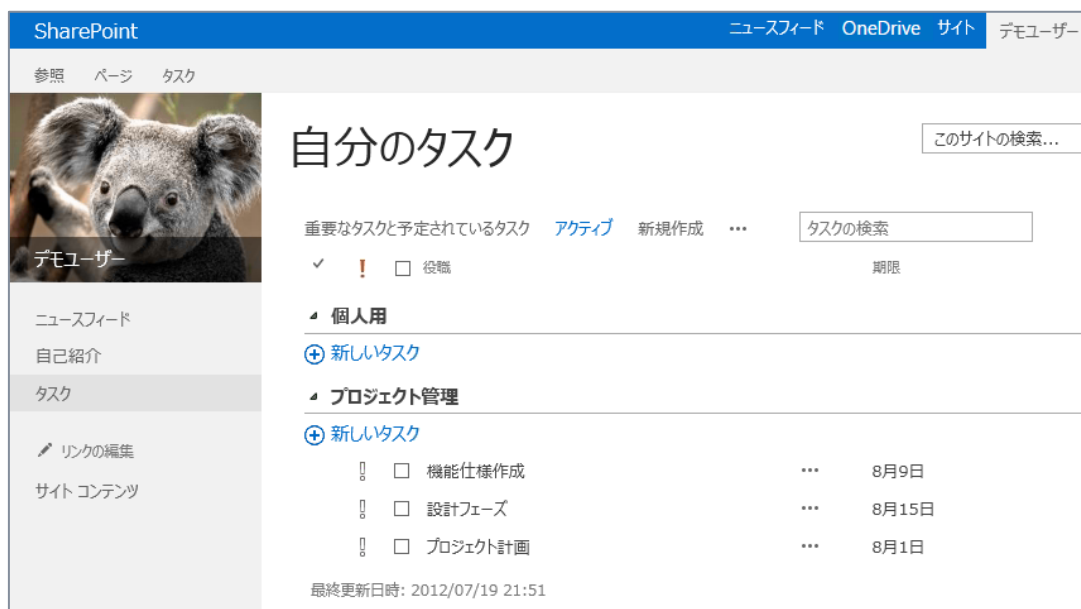 SharePoint ニュースフィード OneDrive サイト デモユーザー
参照 ページ タスク
デモユーザー
ニュースフィード
自己紹介
タスク
リンクの編集
サイト コンテンツ
自分のタスク
このサイトの検索...
重要なタスクと予定されているタスク アクティブ 新規作成 ••• タスクの検索
役職 期限
個人用
新しいタスク
プロジェクト管理
新しいタスク
機能仕様作成 ••• 8月9日
設計フェーズ ••• 8月15日
プロジェクト計画 ••• 8月1日
最終更新日時: 2012/07/19 21:51